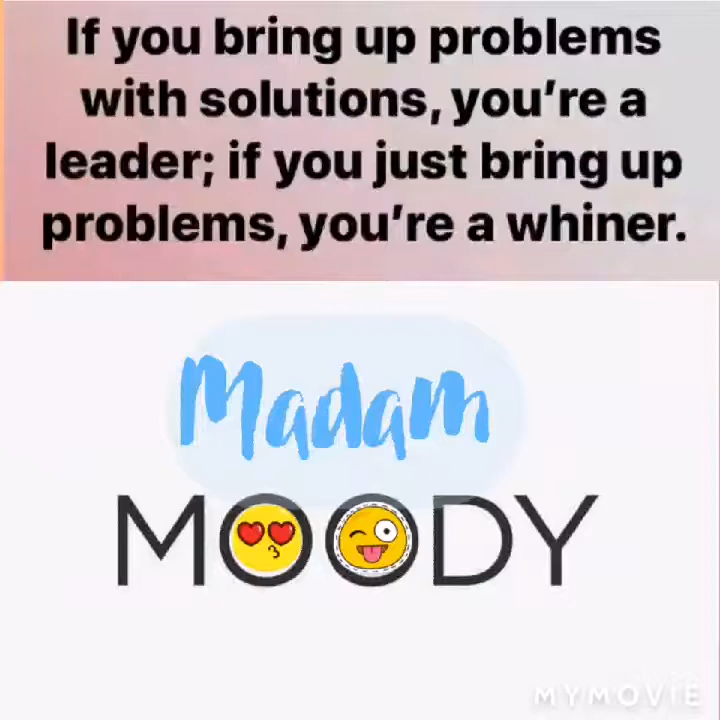 If you bring up problems
with solutions, you’re a
leader; if you just bring up
problems, you’re a whiner.
Madam
MOODY
MYMOVIE